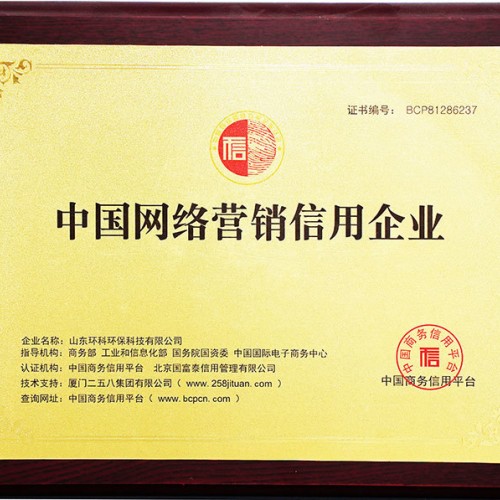 证书编号： BCP81286237
信
中国网络营销信用企业
企业名称：山东环科环保科技有限公司
指导机构：商务部 工业和信息化部 国务院国资委 中国国际电子商务中心
认证机构：中国商务信用平台 北京国富泰信用管理有限公司
技术支持：厦门二五八集团有限公司（ www.258jituan.com ）
查询网址：中国商务信用平台（ www.bcpcn.com ）
中国商务信用平台
信
中国商务信用平台